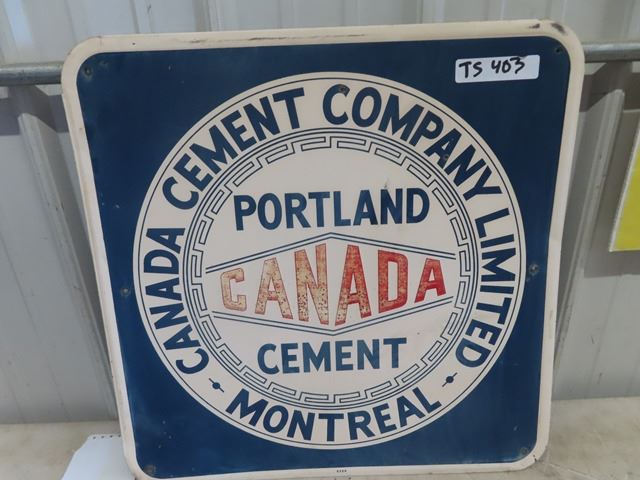 TS 403
CANADA CEMENT COMPANY LIMITED
PORTLAND
CANADA
CEMENT
MONTREAL